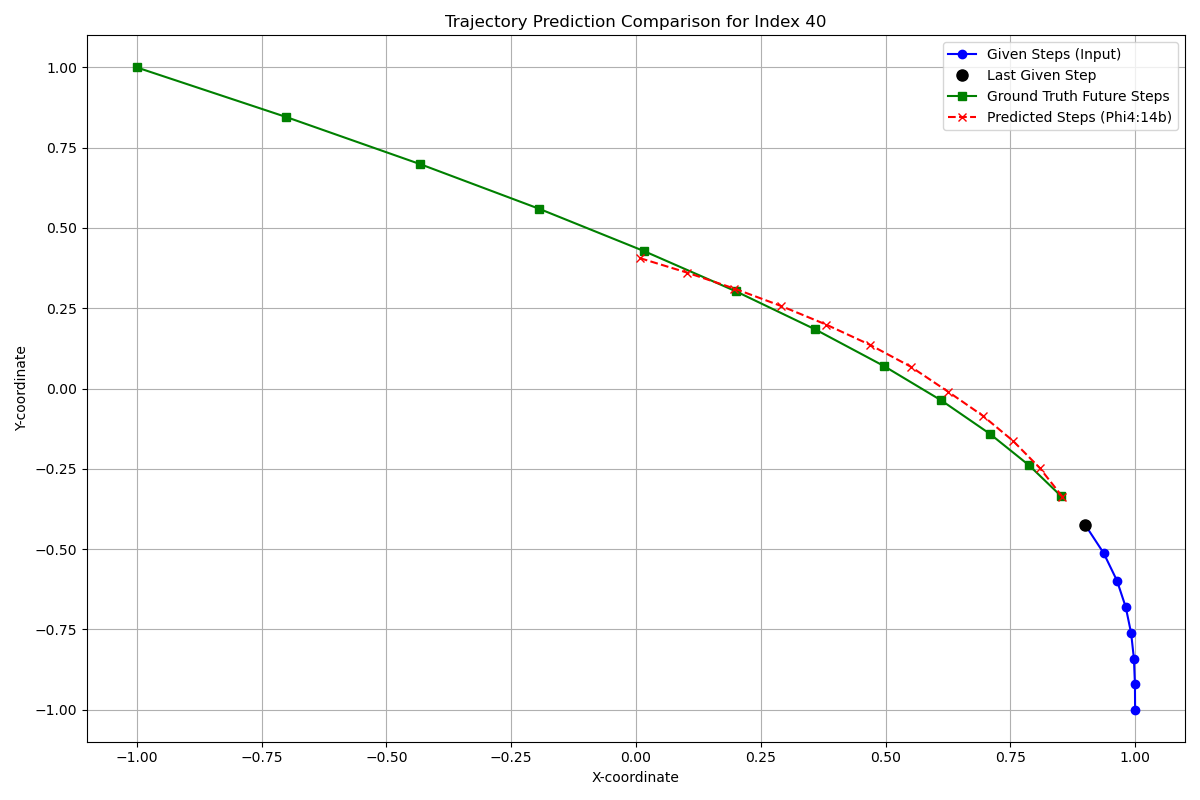 Trajectory Prediction Comparison for Index 40
Given Steps (Input)
Last Given Step
Ground Truth Future Steps
Predicted Steps (Phi4:14b)
1.00
0.75
0.50
0.25
0.00
−0.25
−0.50
−0.75
−1.00
Y-coordinate
−1.00 −0.75 −0.50 −0.25 0.00 0.25 0.50 0.75 1.00
X-coordinate